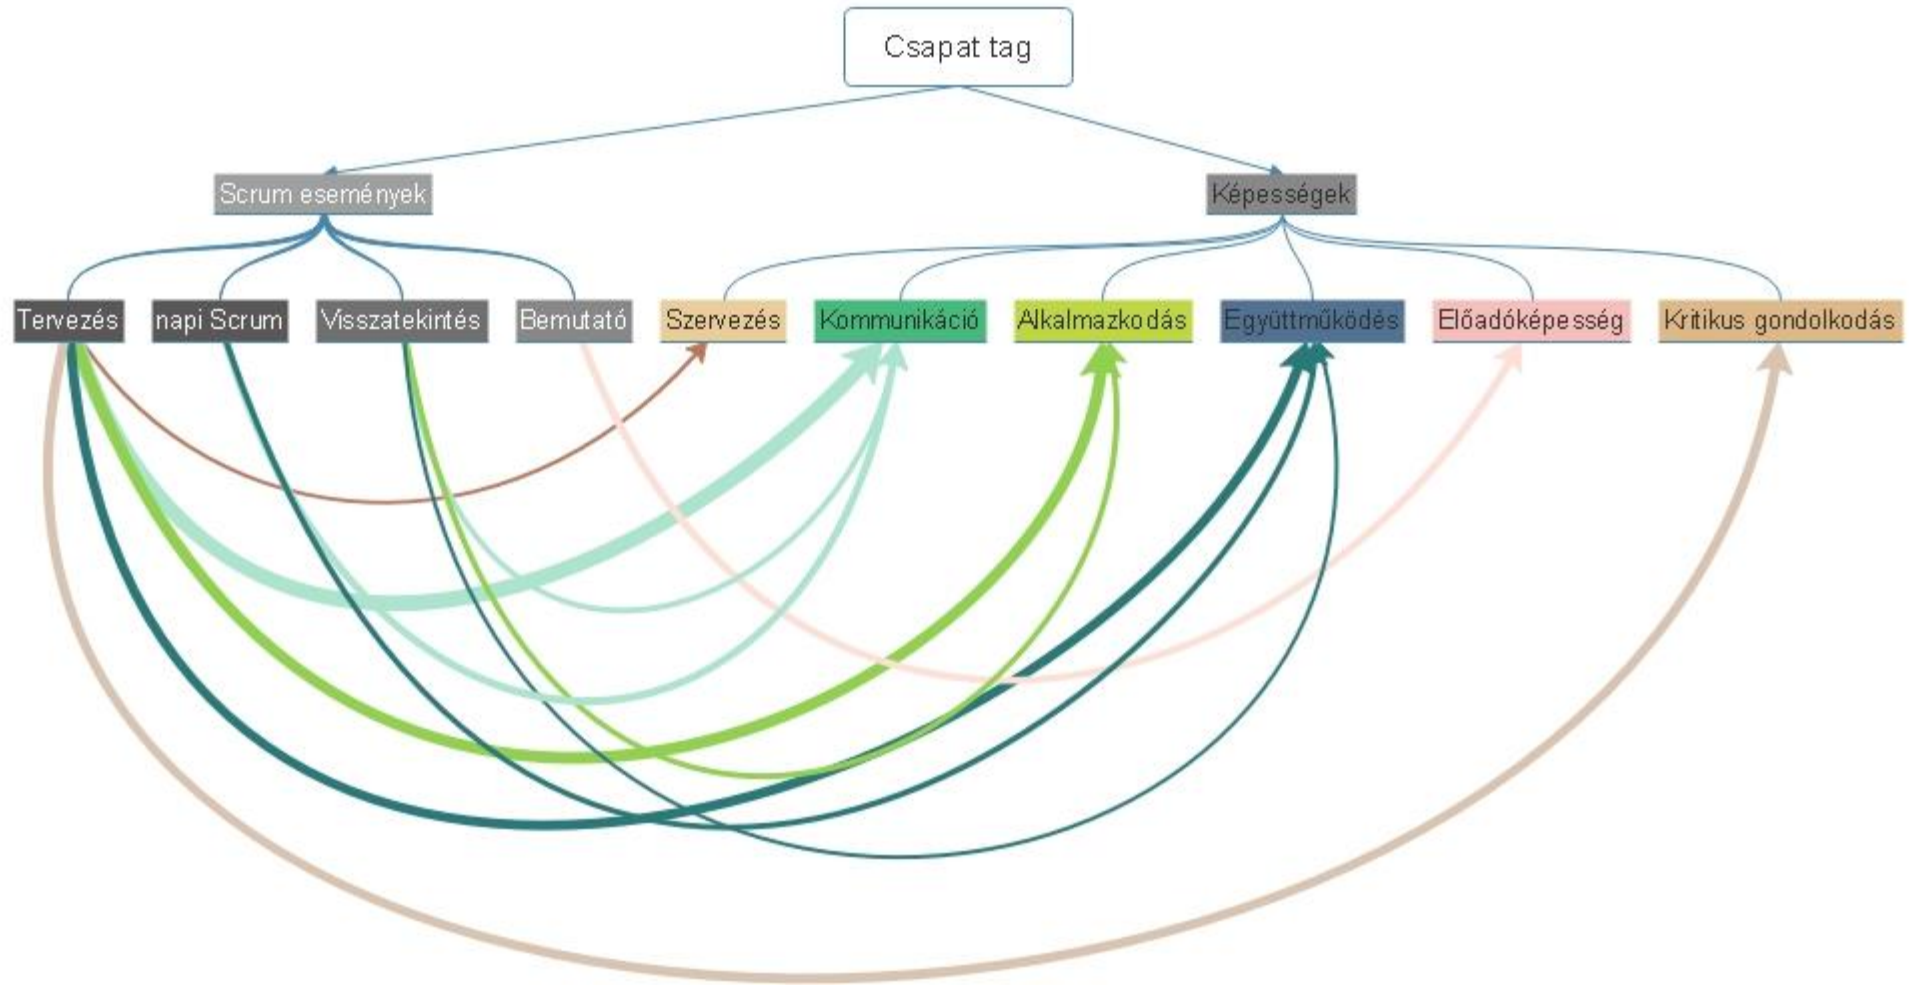 Csapat tag
Scrum események
Képességek
Tervezés
napi Scrum
Visszatekintés
Bemutató
Szervezés
Kommunikáció
Alkalmazkodás
Együttműködés
Előadóképesség
Kritikus gondolkodás